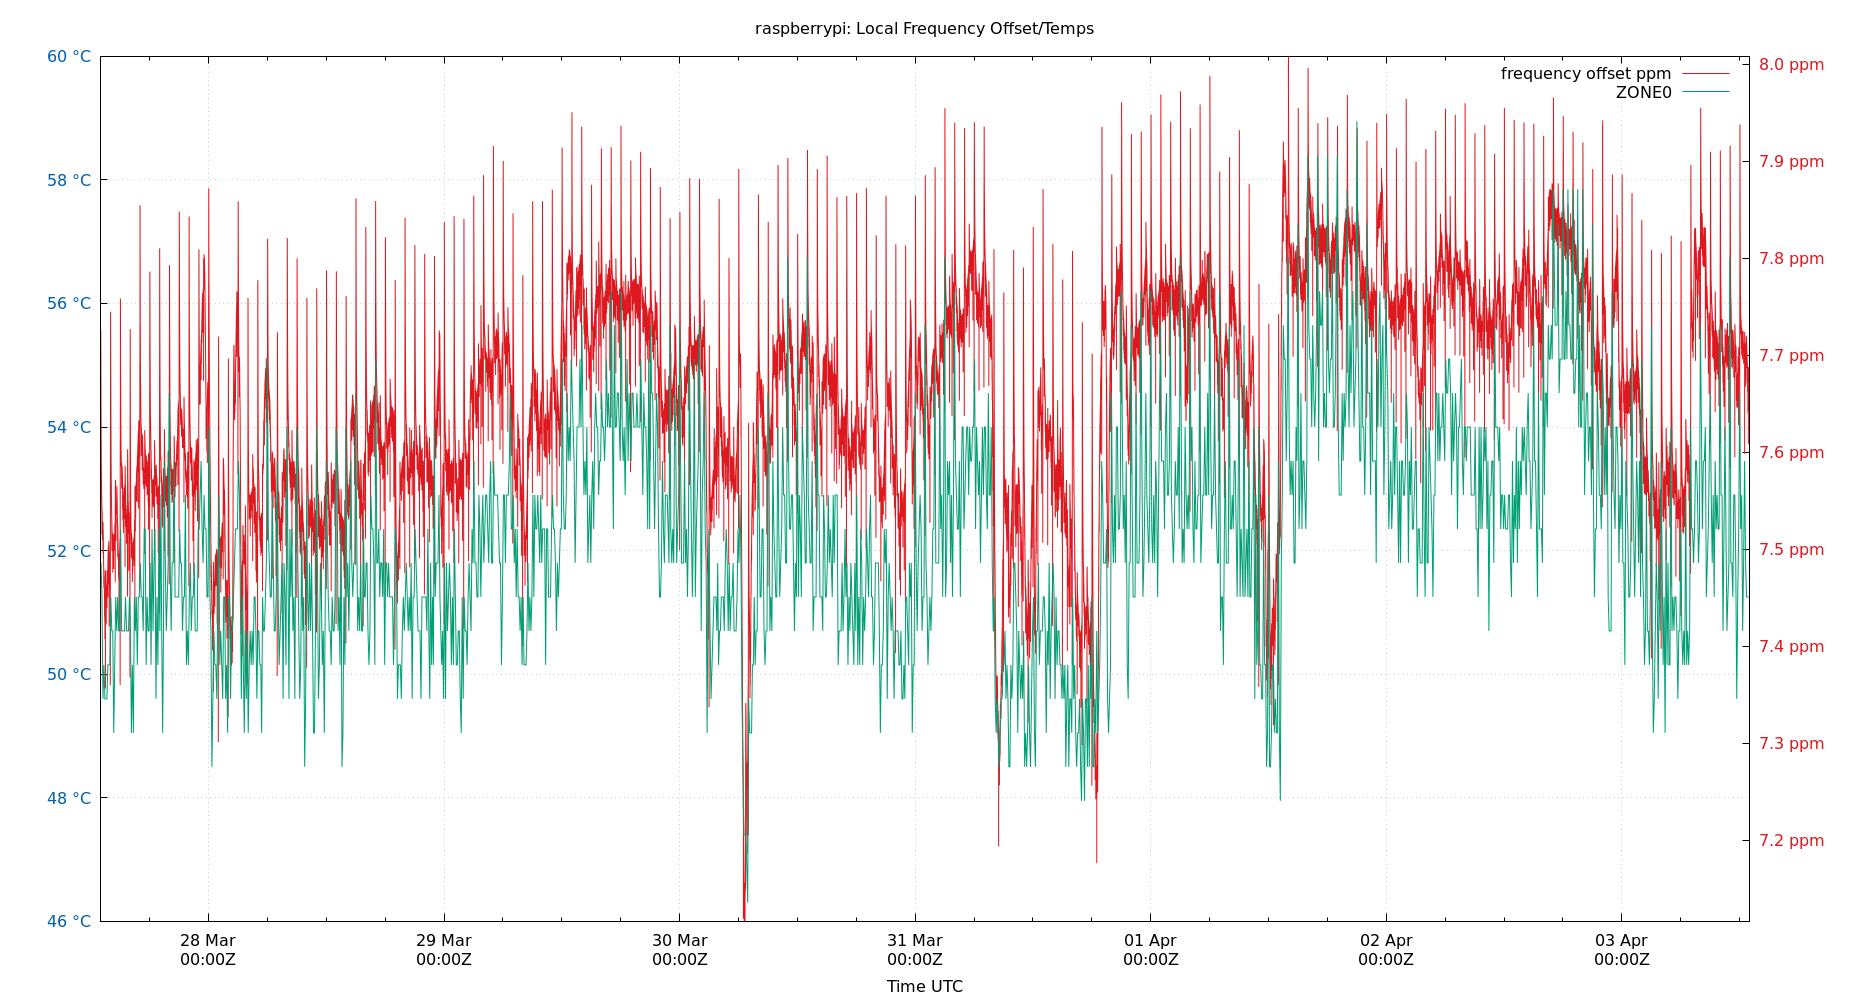 raspberrypi: Local Frequency Offset/Temps
60 °C
58 °C
56 °C
54 °C
52 °C
50 °C
48 °C
46 °C
8.0 ppm
7.9 ppm
7.8 ppm
7.7 ppm
7.6 ppm
7.5 ppm
7.4 ppm
7.3 ppm
7.2 ppm
frequency offset ppm
ZONE0
28 Mar
00:00Z
29 Mar
00:00Z
30 Mar
00:00Z
31 Mar
00:00Z
01 Apr
00:00Z
02 Apr
00:00Z
03 Apr
00:00Z
Time UTC